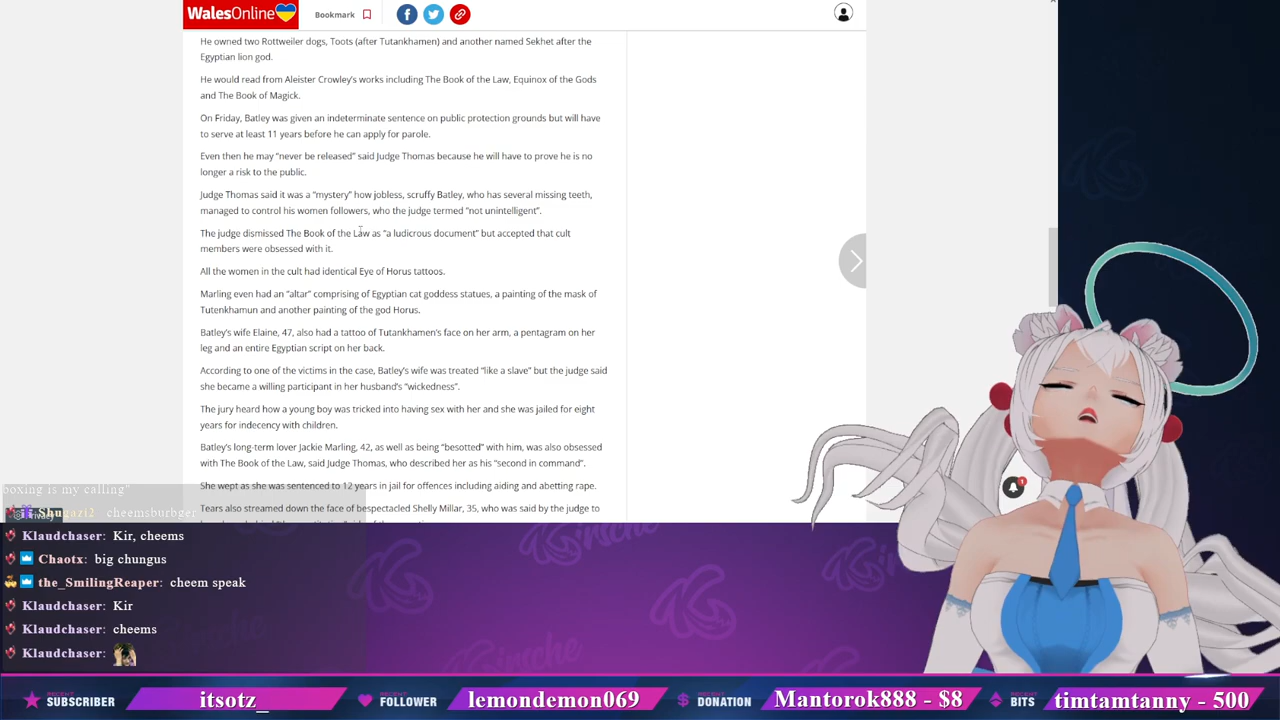 WalesOnline
Bookmark
He owned two Rottweiler dogs, Toots (after Tutankhamen) and another named Sekhet after the
Egyptian lion god.
He would read from Aleister Crowley's works including The Book of the Law, Equinox of the Gods
and The Book of Magick.
On Friday, Batley was given an indeterminate sentence on public protection grounds but will have
to serve at least 11 years before he can apply for parole.
Even then he may "never be released" said Judge Thomas because he will have to prove he is no
longer a risk to the public.
Judge Thomas said it was a "mystery" how jobless, scruffy Batley, who has several missing teeth,
managed to control his women followers, who the judge termed "not unintelligent".
The judge dismissed The Book of the Law as "a ludicrous document" but accepted that cult
members were obsessed with it.
All the women in the cult had identical Eye of Horus tattoos.
Marling even had an "altar" comprising of Egyptian cat goddess statues, a painting of the mask of
Tutenkhamun and another painting of the god Horus.
Batley's wife Elaine, 47, also had a tattoo of Tutankhamen's face on her arm, a pentagram on her
leg and an entire Egyptian script on her back.
According to one of the victims in the case, Batley's wife was treated "like a slave" but the judge said
she became a willing participant in her husband's "wickedness".
The jury heard how a young boy was tricked into having sex with her and she was jailed for eight
years for indecency with children.
Batley's long-term lover Jackie Marling, 42, as well as being "besotted" with him, was also obsessed
with The Book of the Law, said Judge Thomas, who described her as his "second in command".
She wept as she was sentenced to 12 years in jail for offences including aiding and abetting rape.
Tears also streamed down the face of bespectacled Shelly Millar, 35, who was said by the judge to
boxing is my calling"
Shugazi2 cheemsburbger
Klaudchaser: Kir, cheems
Chaotx: big chungus
the_SmilingReaper: cheem speak
Klaudchaser: Kir
Klaudchaser: cheems
Klaudchaser:
RECENT SUBSCRIBER itsotz_
RECENT FOLLOWER lemondemon069
RECENT DONATION Mantorok888 - $8
RECENT BITS timtamtanny - 500